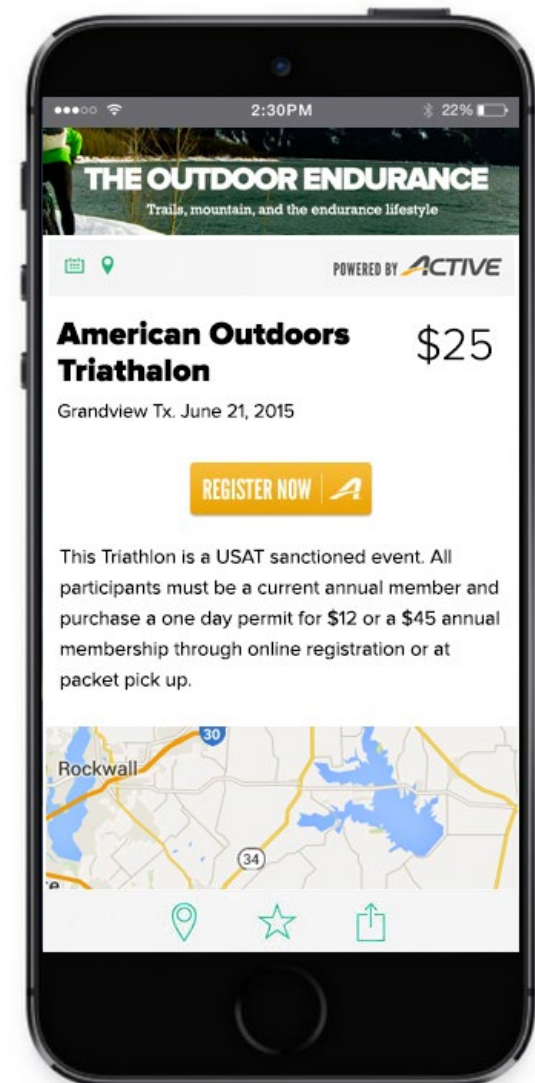 2:30PM
22%
THE OUTDOOR ENDURANCE
Trails, mountain, and the endurance lifestyle
POWERED BY ACTIVE
American Outdoors
Triathalon
$25
Grandview Tx. June 21, 2015
REGISTER NOW
This Triathlon is a USAT sanctioned event. All
participants must be a current annual member and
purchase a one day permit for $12 or a $45 annual
membership through online registration or at
packet pick up.
30
Rockwall
34